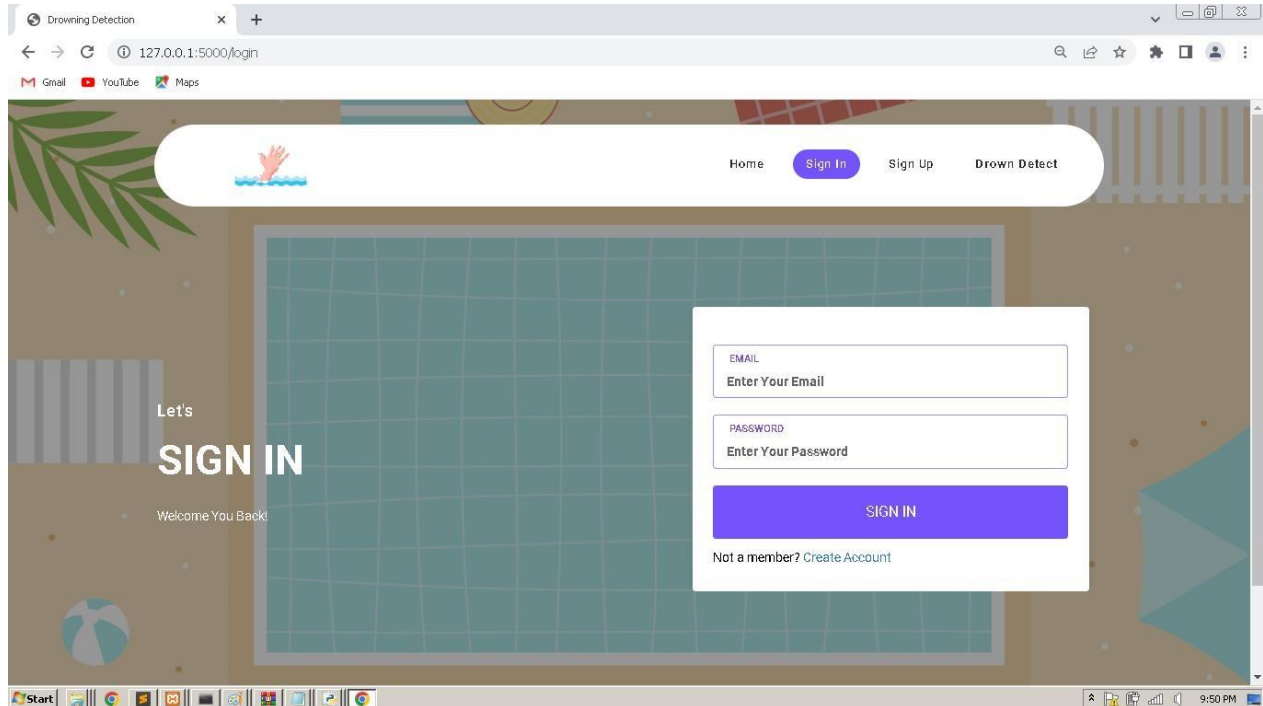 Drowning Detection
127.0.0.1:5000/login
Gmail YouTube Maps
Home Sign In Sign Up Drown Detect
EMAIL
Enter Your Email
PASSWORD
Enter Your Password
Let's
SIGN IN
Welcome You Back!
SIGN IN
Not a member? Create Account
Start
9:50 PM